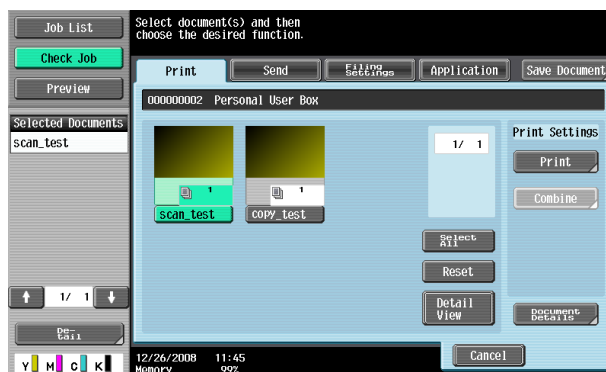 Job List
Select document(s) and then
choose the desired function.
Check Job
Preview
Print
Send
Filing
Settings
Application
Save Document
000000002 Personal User Box
Selected Documents
scan_test
1
scan_test
1
copy_test
1/ 1
Print Settings
Print
Combine
Select
All
Reset
Detail
View
Document
Details
1/ 1
De-
tail
Cancel
Y M C K
12/26/2008 11:45
Memory 99%